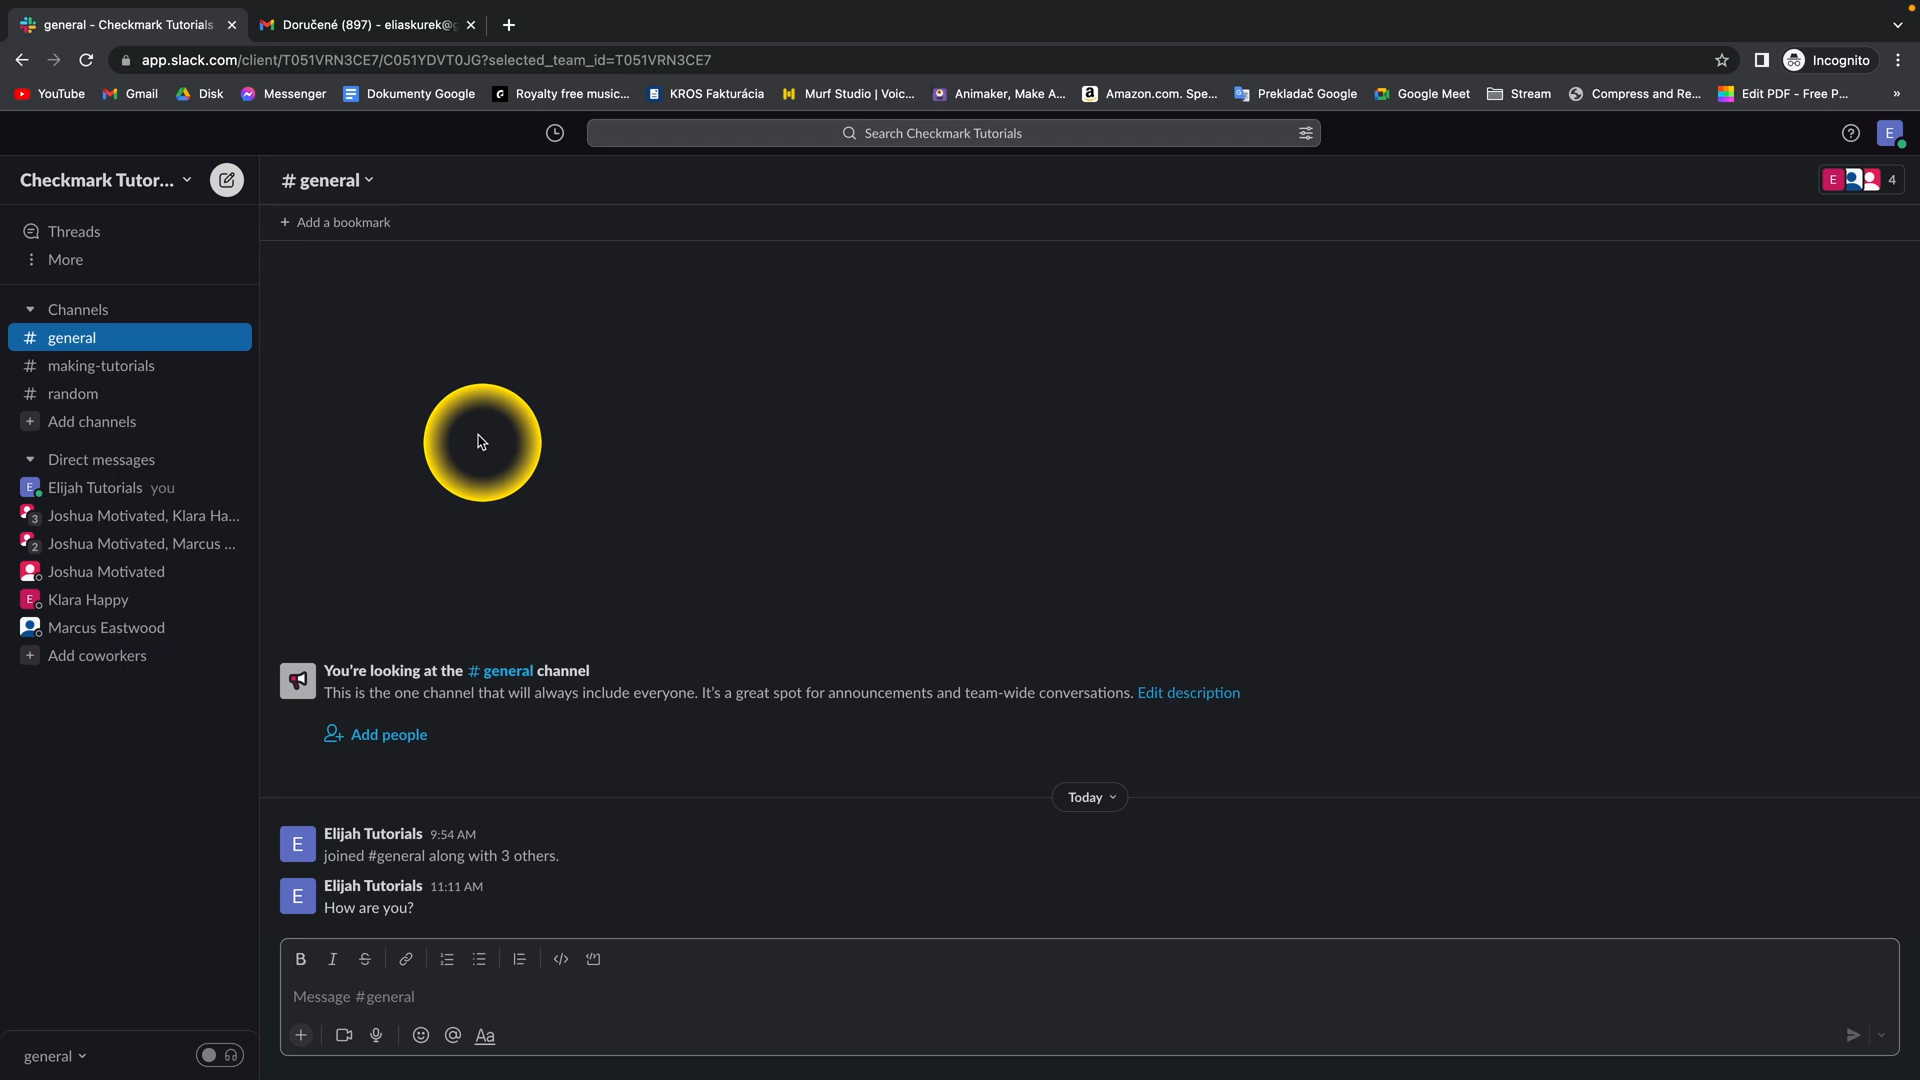 general - Checkmark Tutorials
Doručené (897) - eliaskurek@g
app.slack.com/client/T051VRN3CE7/C051YDVT0JG?selected_team_id=T051VRN3CE7
Incognito
YouTube
Gmail
Disk
Messenger
Dokumenty Google
Royalty free music...
KROS Fakturácia
Murf Studio | Voic...
Animaker, Make A...
Amazon.com. Spe...
Prekladač Google
Google Meet
Stream
Compress and Re...
Edit PDF - Free P...
»
Search Checkmark Tutorials
E
Checkmark Tutor...
# general
E
4
Threads
More
+ Add a bookmark
Channels
# general
# making-tutorials
# random
+ Add channels
Direct messages
E Elijah Tutorials you
3 Joshua Motivated, Klara Ha...
2 Joshua Motivated, Marcus ...
Joshua Motivated
E Klara Happy
Marcus Eastwood
+ Add coworkers
You're looking at the # general channel
This is the one channel that will always include everyone. It's a great spot for announcements and team-wide conversations. Edit description
Add people
Today
E
Elijah Tutorials 9:54 AM
joined #general along with 3 others.
E
Elijah Tutorials 11:11 AM
How are you?
B I S
Message #general
+ @ Aa
general